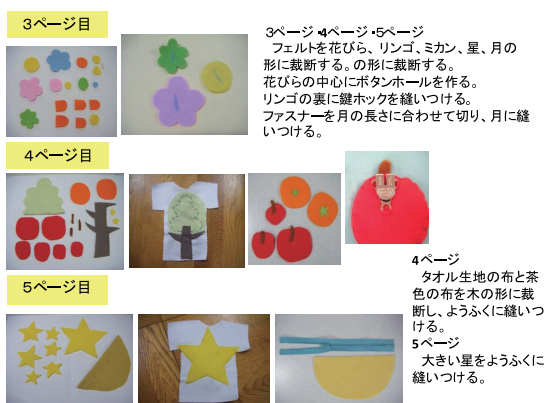 ３ページ目
３ページ・４ページ・５ページ
フェルトを花びら、リンゴ、ミカン、星、月の
形に裁断する。の形に裁断する。
花びらの中心にボタンホールを作る。
リンゴの裏に鍵ホックを縫いつける。
ファスナーを月の長さに合わせて切り、月に縫
いつける。
４ページ目
４ページ
タオル生地の布と茶
色の布を木の形に裁
断し、ようふくに縫いつ
ける。
５ページ目
５ページ
大きい星をようふくに
縫いつける。